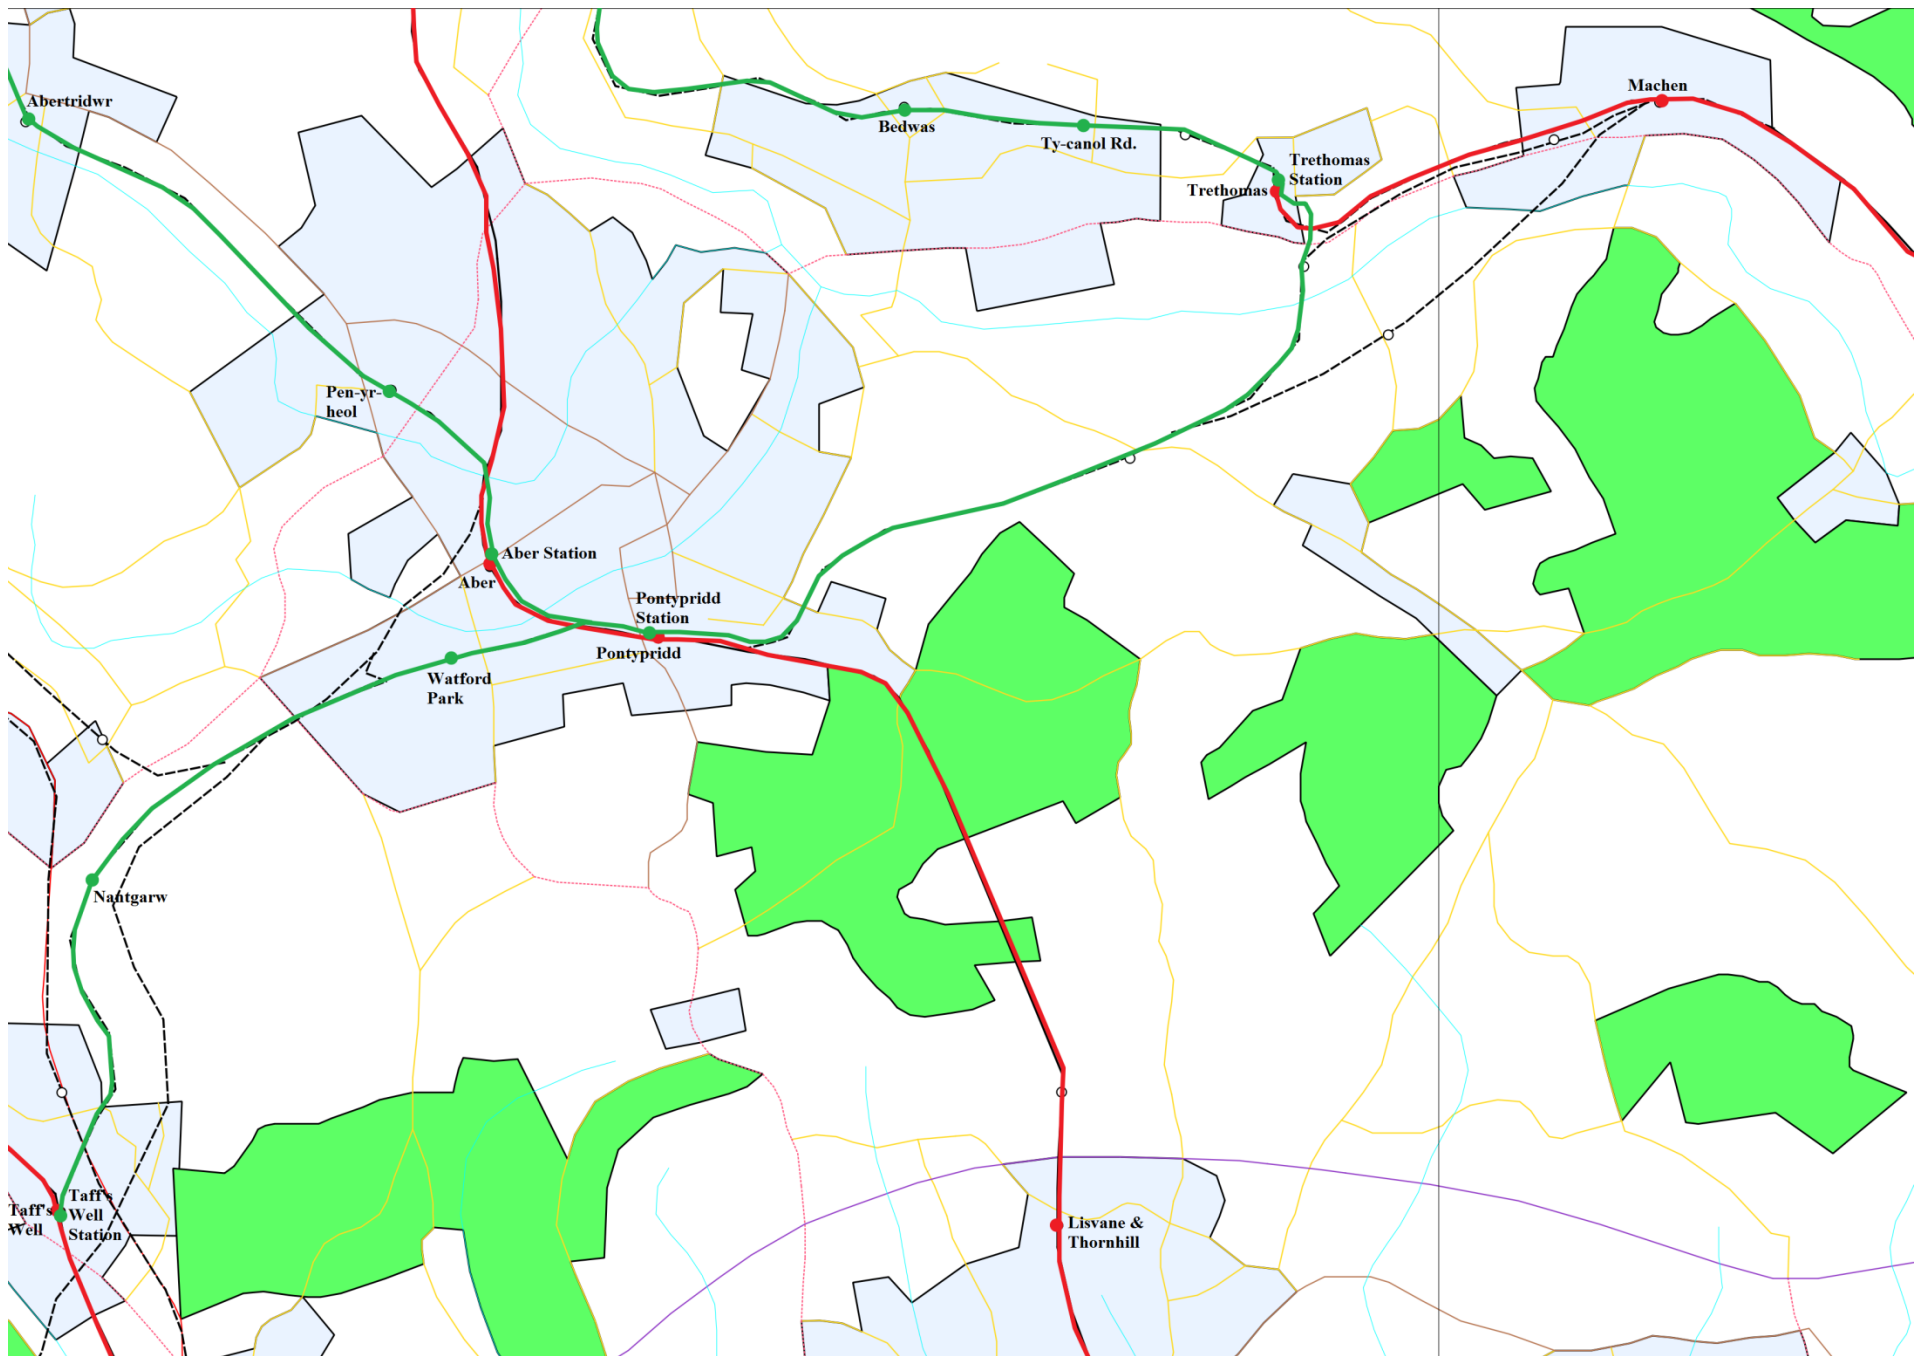 Machen
Abertridwr
Bedwas
Ty-canol Rd.
Trethomas
Station
Trethomas
Pen-yr-
heol
Aber Station
Aber
Pontypridd
Station
Pontypridd
Watford
Park
Nantgarw
Taff's
Well
Taff's
Well
Station
Lisvane &
Thornhill